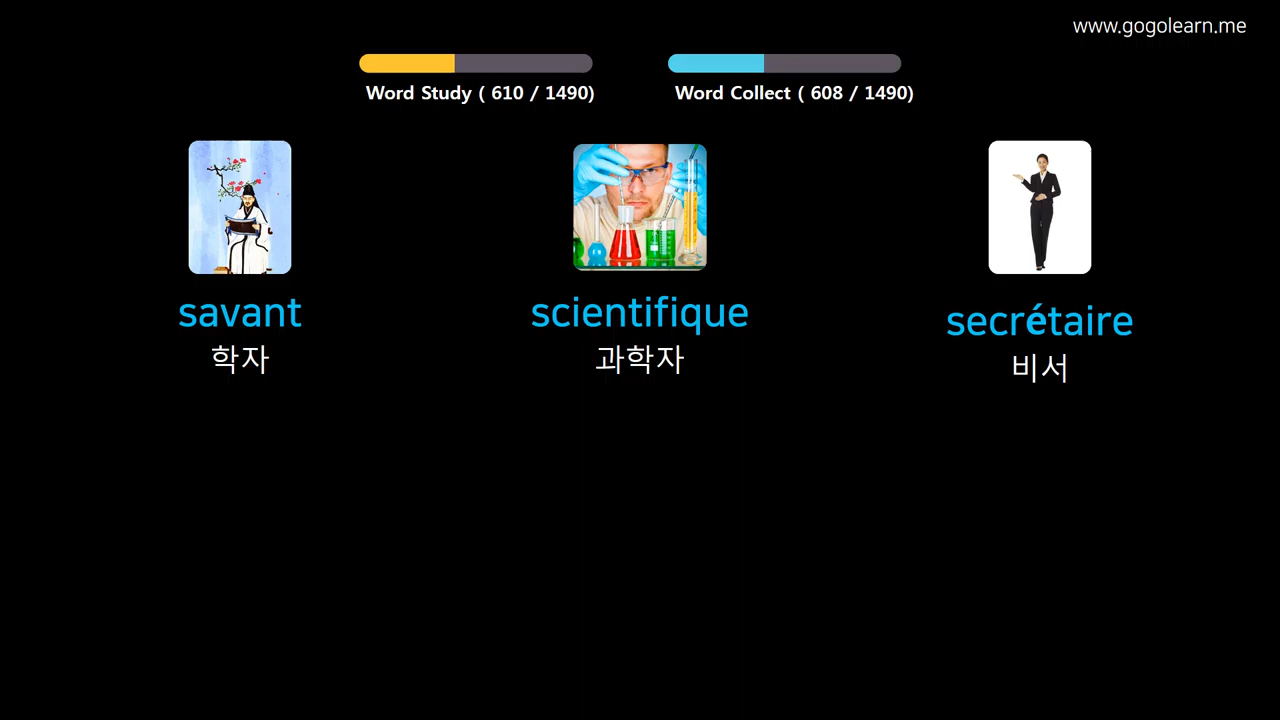 www.gogolearn.me
Word Study ( 610 / 1490)
Word Collect ( 608 / 1490)
savant
학자
scientifique
과학자
secrétaire
비서